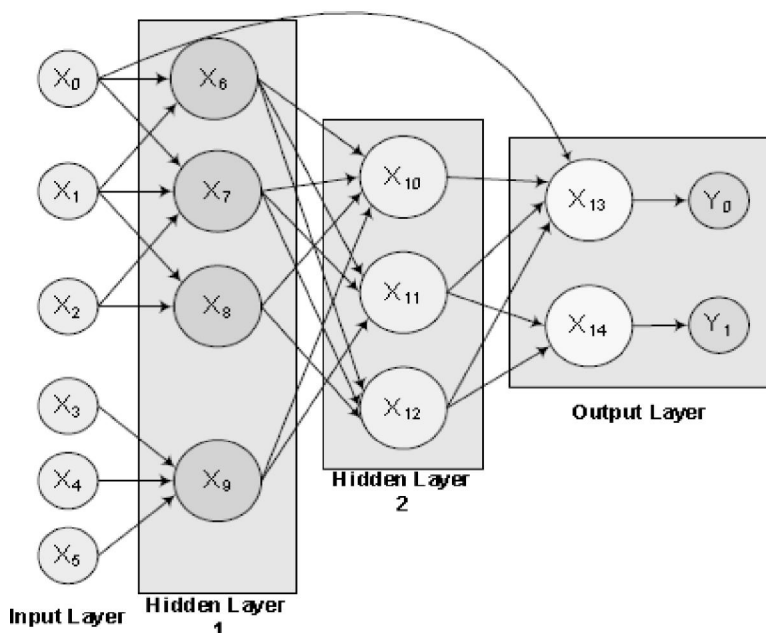 X0
X1
X2
X3
X4
X5
Input Layer
X6
X7
X8
X9
Hidden Layer
1
X10
X11
X12
Hidden Layer
2
X13
X14
Y0
Y1
Output Layer